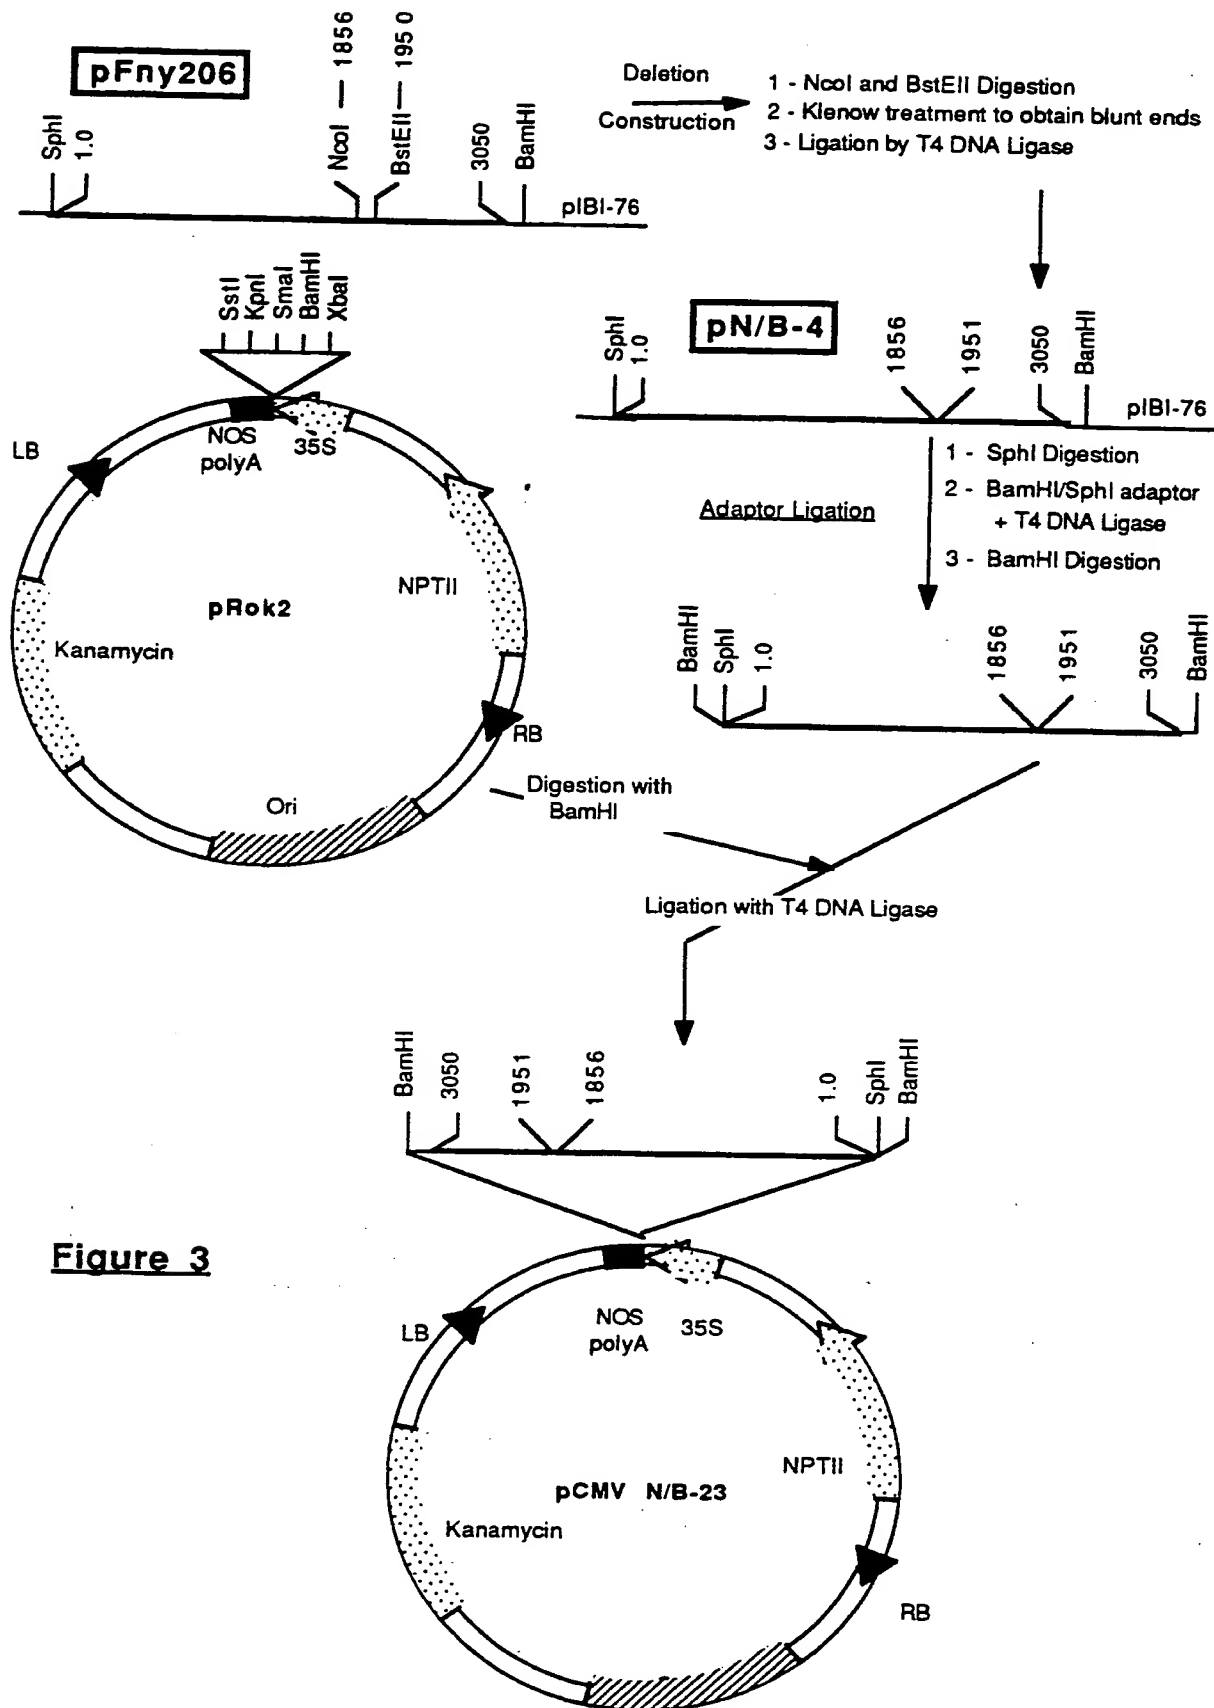 pFny206
SphI
1.0
NcoI — 1856
BstEII — 195 0
3050
BamHI
pIBI-76
Deletion
Construction
1 - NcoI and BstEII Digestion
2 - Klenow treatment to obtain blunt ends
3 - Ligation by T4 DNA Ligase
SstI
KpnI
SmaI
BamHI
XbaI
pN/B-4
SphI
1.0
1856
1951
3050
BamHI
pIBI-76
LB
NOS
polyA
35S
NPTII
pRok2
Kanamycin
RB
Ori
Adaptor Ligation
1 - SphI Digestion
2 - BamHI/SphI adaptor
+ T4 DNA Ligase
3 - BamHI Digestion
BamHI
SphI
1.0
1856
1951
3050
BamHI
Digestion with
BamHI
Ligation with T4 DNA Ligase
BamHI
3050
1951
1856
1.0
SphI
BamHI
Figure 3
LB
NOS
polyA
35S
NPTII
pCMV N/B-23
Kanamycin
RB